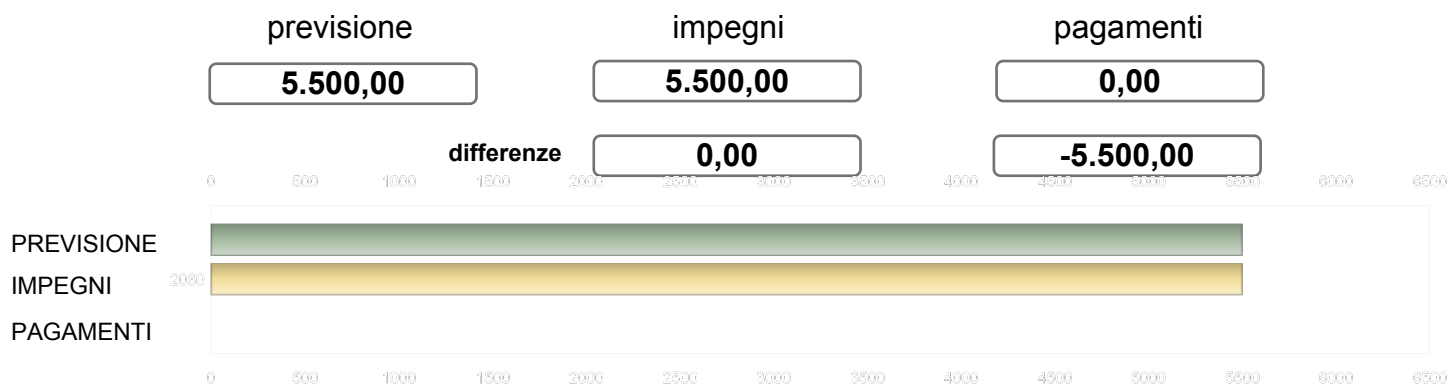 previsione impegni pagamenti
5.500,00 5.500,00 0,00
differenze 0,00 -5.500,00
0 500 1000 1500 2000 2500 3000 3500 4000 4500 5000 5500 6000 6500
PREVISIONE
2080
IMPEGNI
PAGAMENTI
0 500 1000 1500 2000 2500 3000 3500 4000 4500 5000 5500 6000 6500